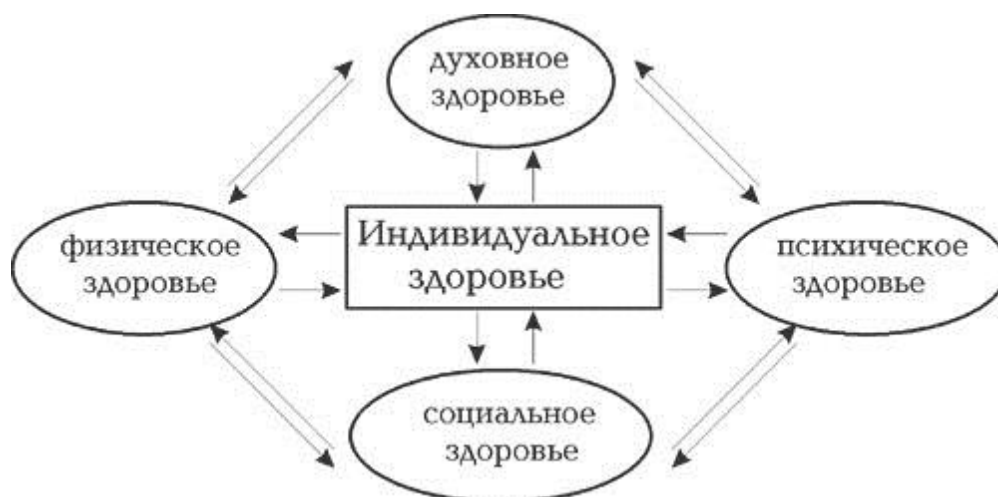 духовное
здоровье
физическое
здоровье
Индивидуальное
здоровье
психическое
здоровье
социальное
здоровье